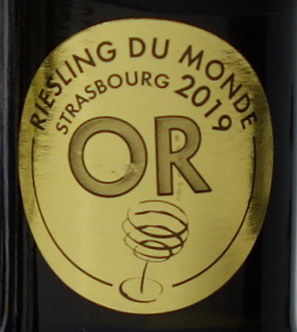 RIESLING DU MONDE
STRASBOURG 2019
OR